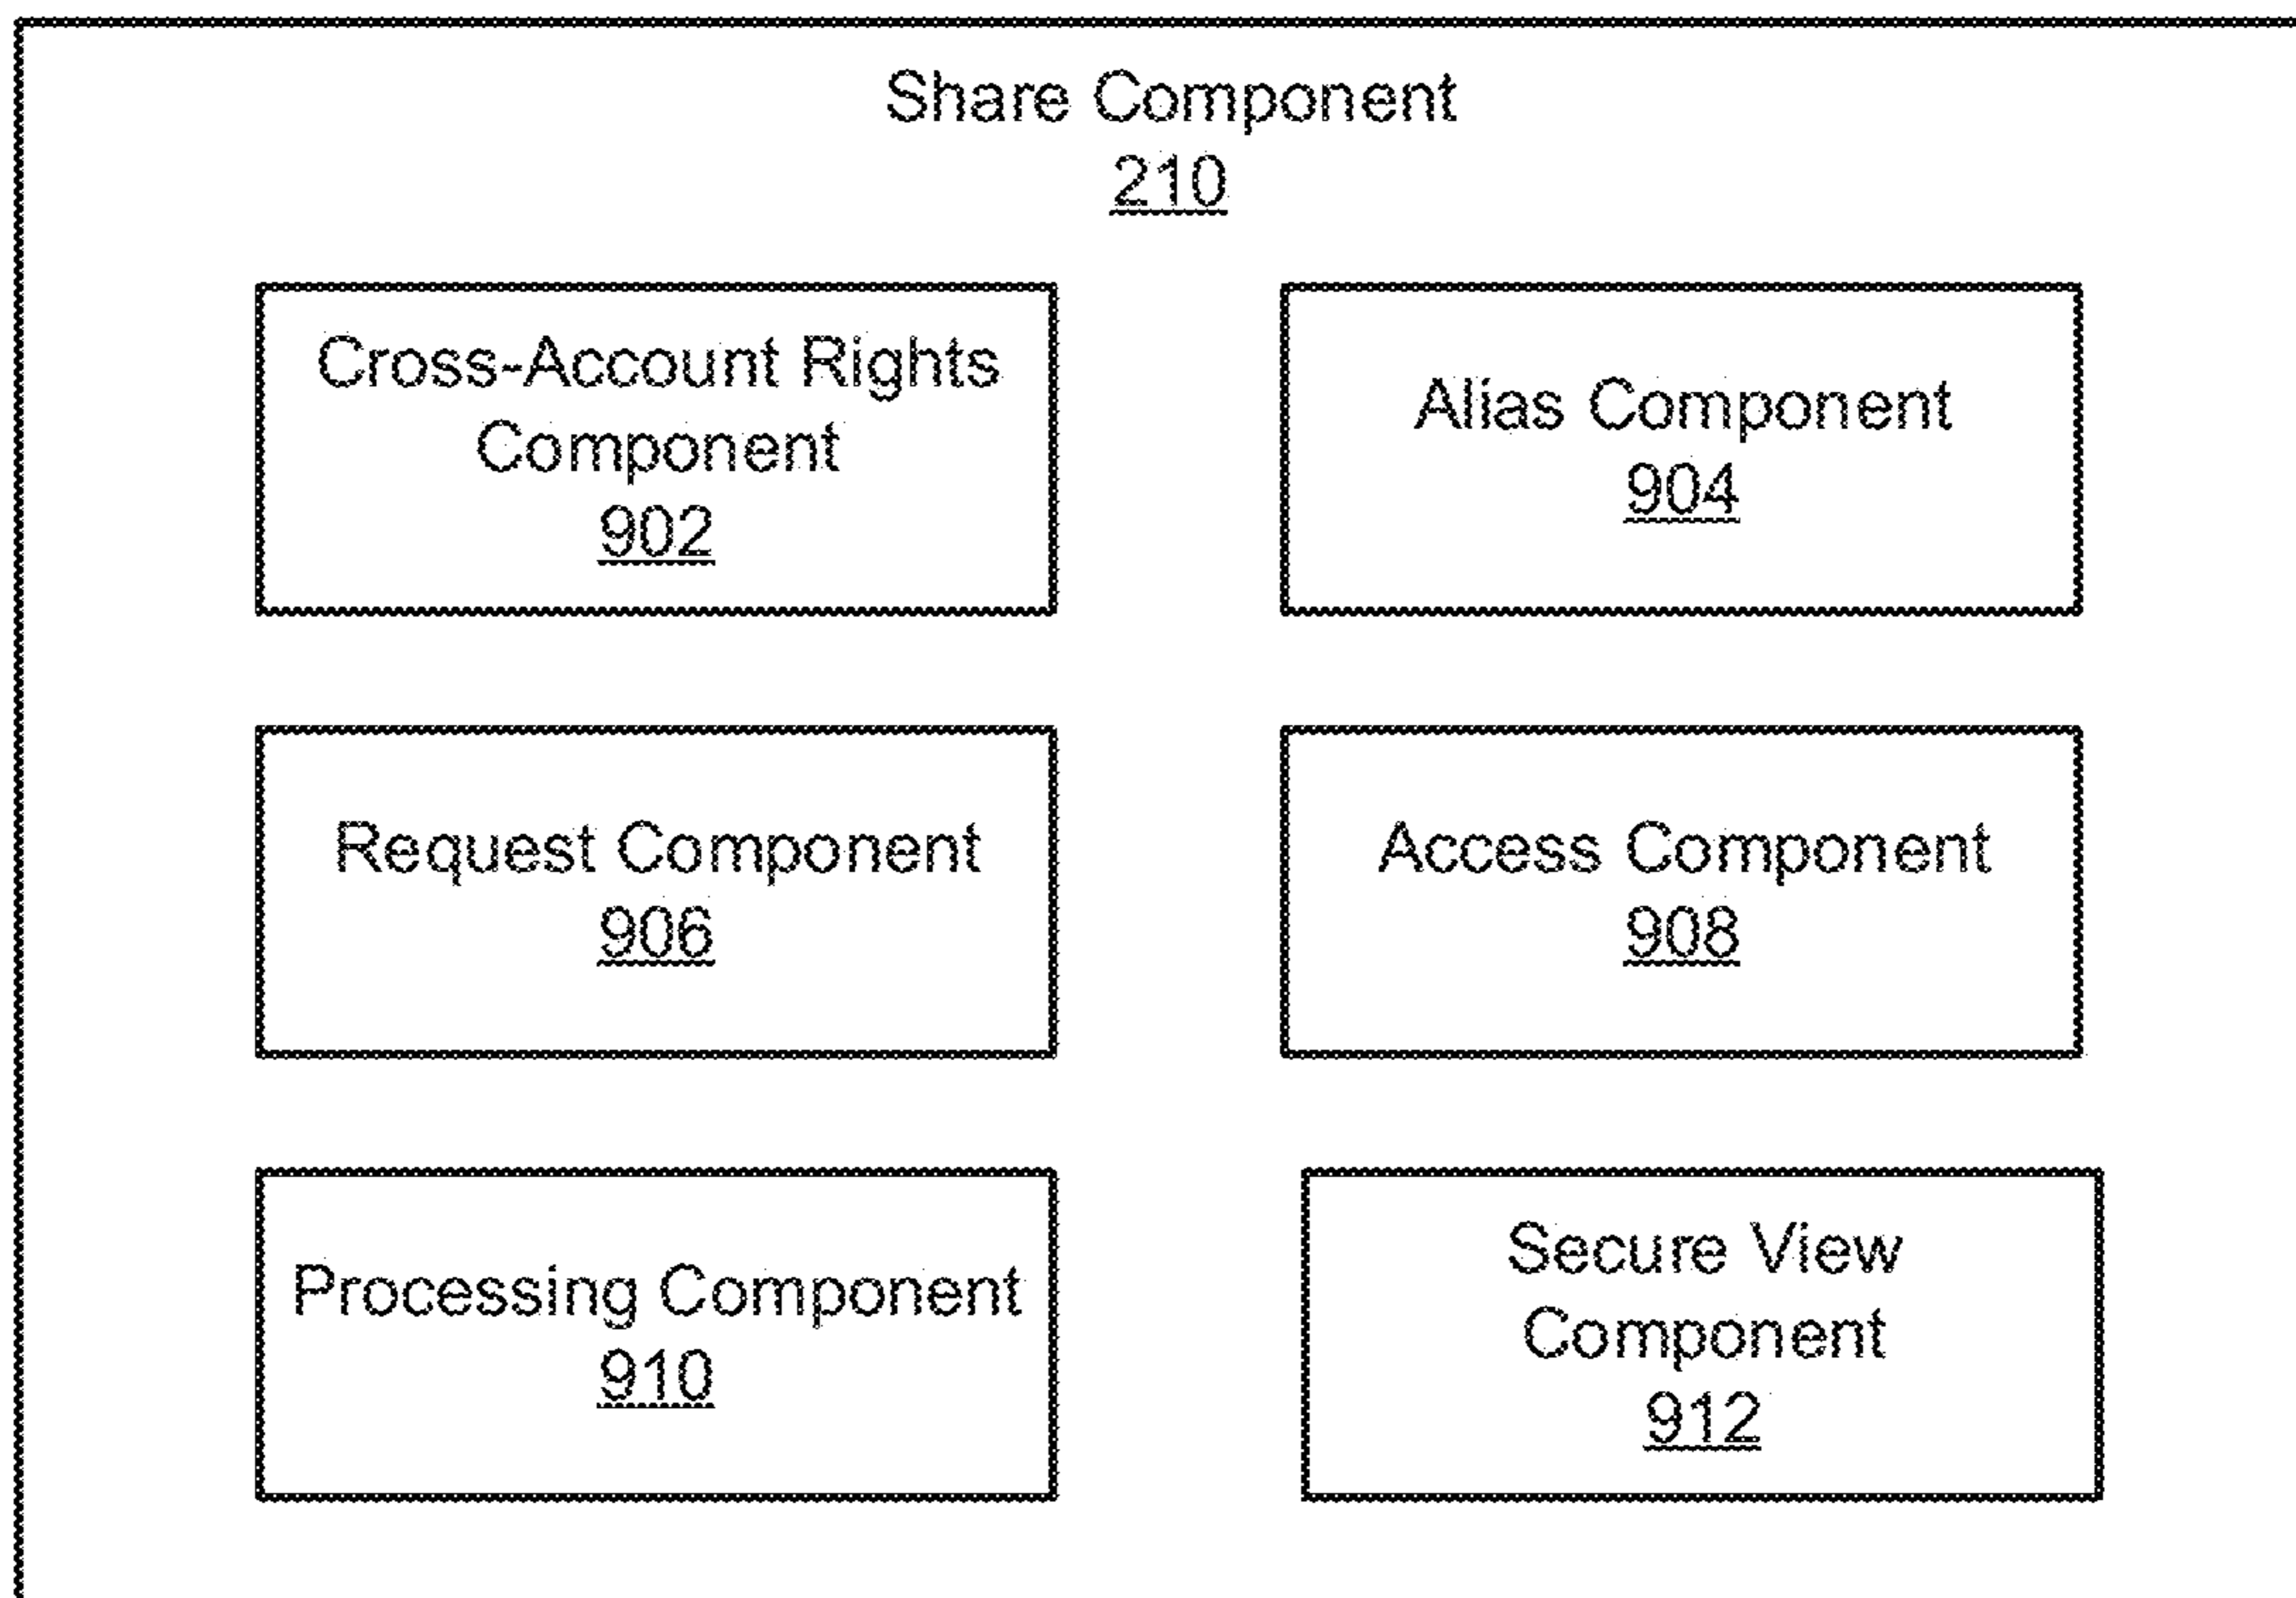 Share Component
210
Cross-Account Rights
Component
902
Alias Component
904
Request Component
906
Access Component
908
Processing Component
910
Secure View
Component
912